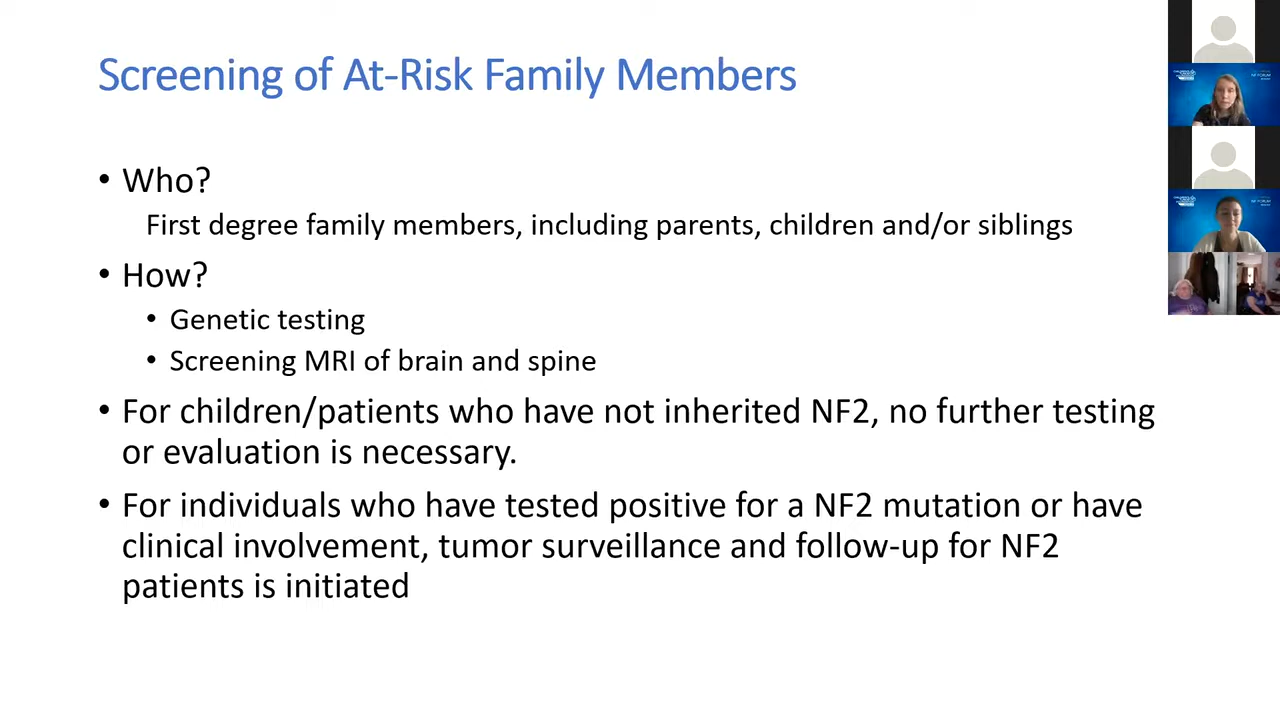 Screening of At-Risk Family Members
• Who?
First degree family members, including parents, children and/or siblings
• How?
• Genetic testing
• Screening MRI of brain and spine
• For children/patients who have not inherited NF2, no further testing
or evaluation is necessary.
• For individuals who have tested positive for a NF2 mutation or have
clinical involvement, tumor surveillance and follow-up for NF2
patients is initiated